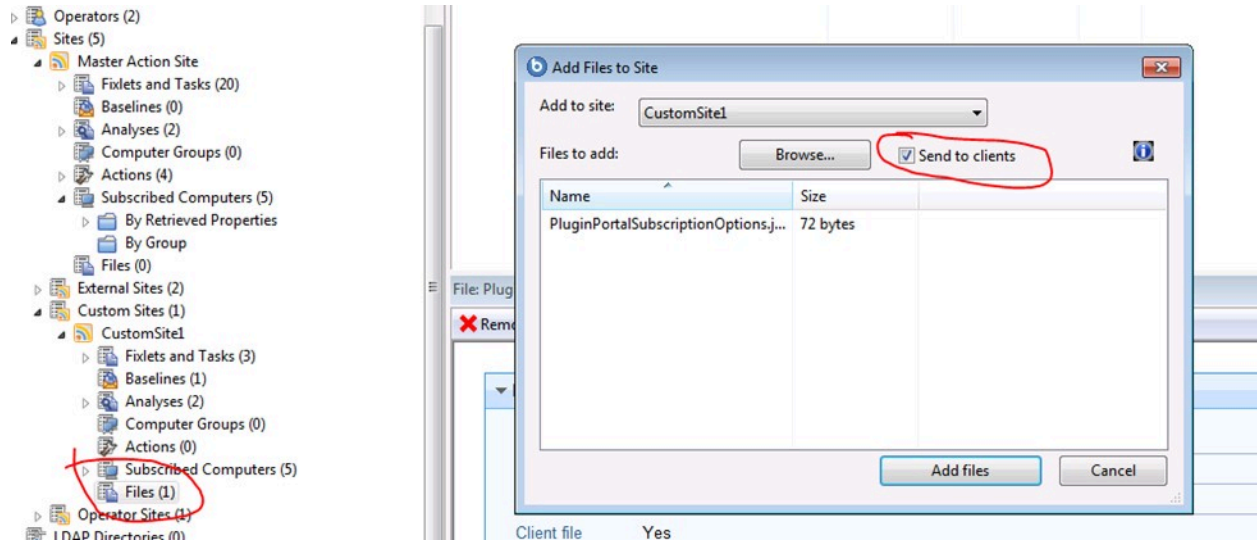 Operators (2)
Sites (5)
Master Action Site
Fixlets and Tasks (20)
Baselines (0)
Analyses (2)
Computer Groups (0)
Actions (4)
Subscribed Computers (5)
By Retrieved Properties
By Group
Files (0)
External Sites (2)
Custom Sites (1)
CustomSite1
Fixlets and Tasks (3)
Baselines (1)
Analyses (2)
Computer Groups (0)
Actions (0)
Subscribed Computers (5)
Files (1)
Operator Sites (1)
LDAP Directories (0)
Add Files to Site
Add to site: CustomSite1
Files to add: Browse... Send to clients
Name Size
PluginPortalSubscriptionOptions.j... 72 bytes
Add files Cancel
File: Plug
Remo
Client file Yes